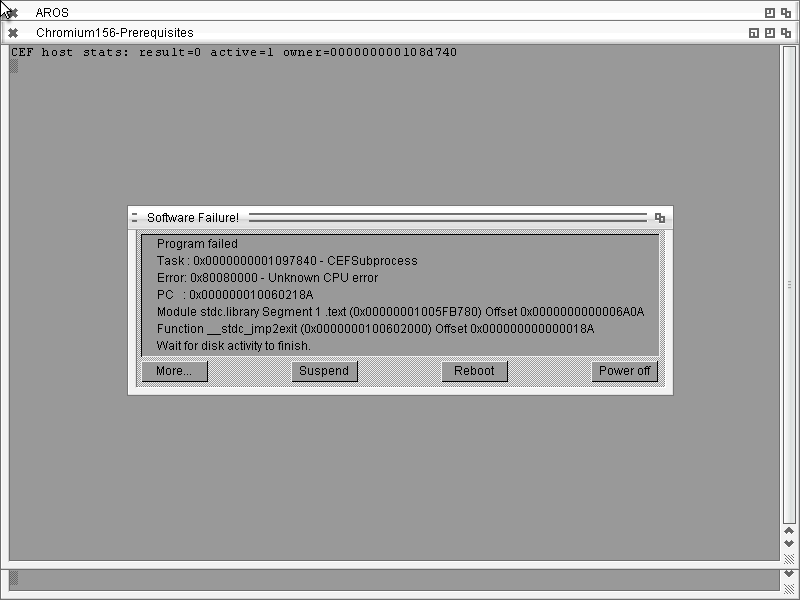 AROS
Chromium156-Prerequisites
CEF host stats: result=0 active=1 owner=000000000108d740
Software Failure!
Program failed
Task : 0x0000000001097840 - CEFSubprocess
Error: 0x80080000 - Unknown CPU error
PC : 0x000000010060218A
Module stdc.library Segment 1 .text (0x00000001005FB780) Offset 0x0000000000006A0A
Function __stdc_jmp2exit (0x0000000100602000) Offset 0x000000000000018A
Wait for disk activity to finish.
More... Suspend Reboot Power off